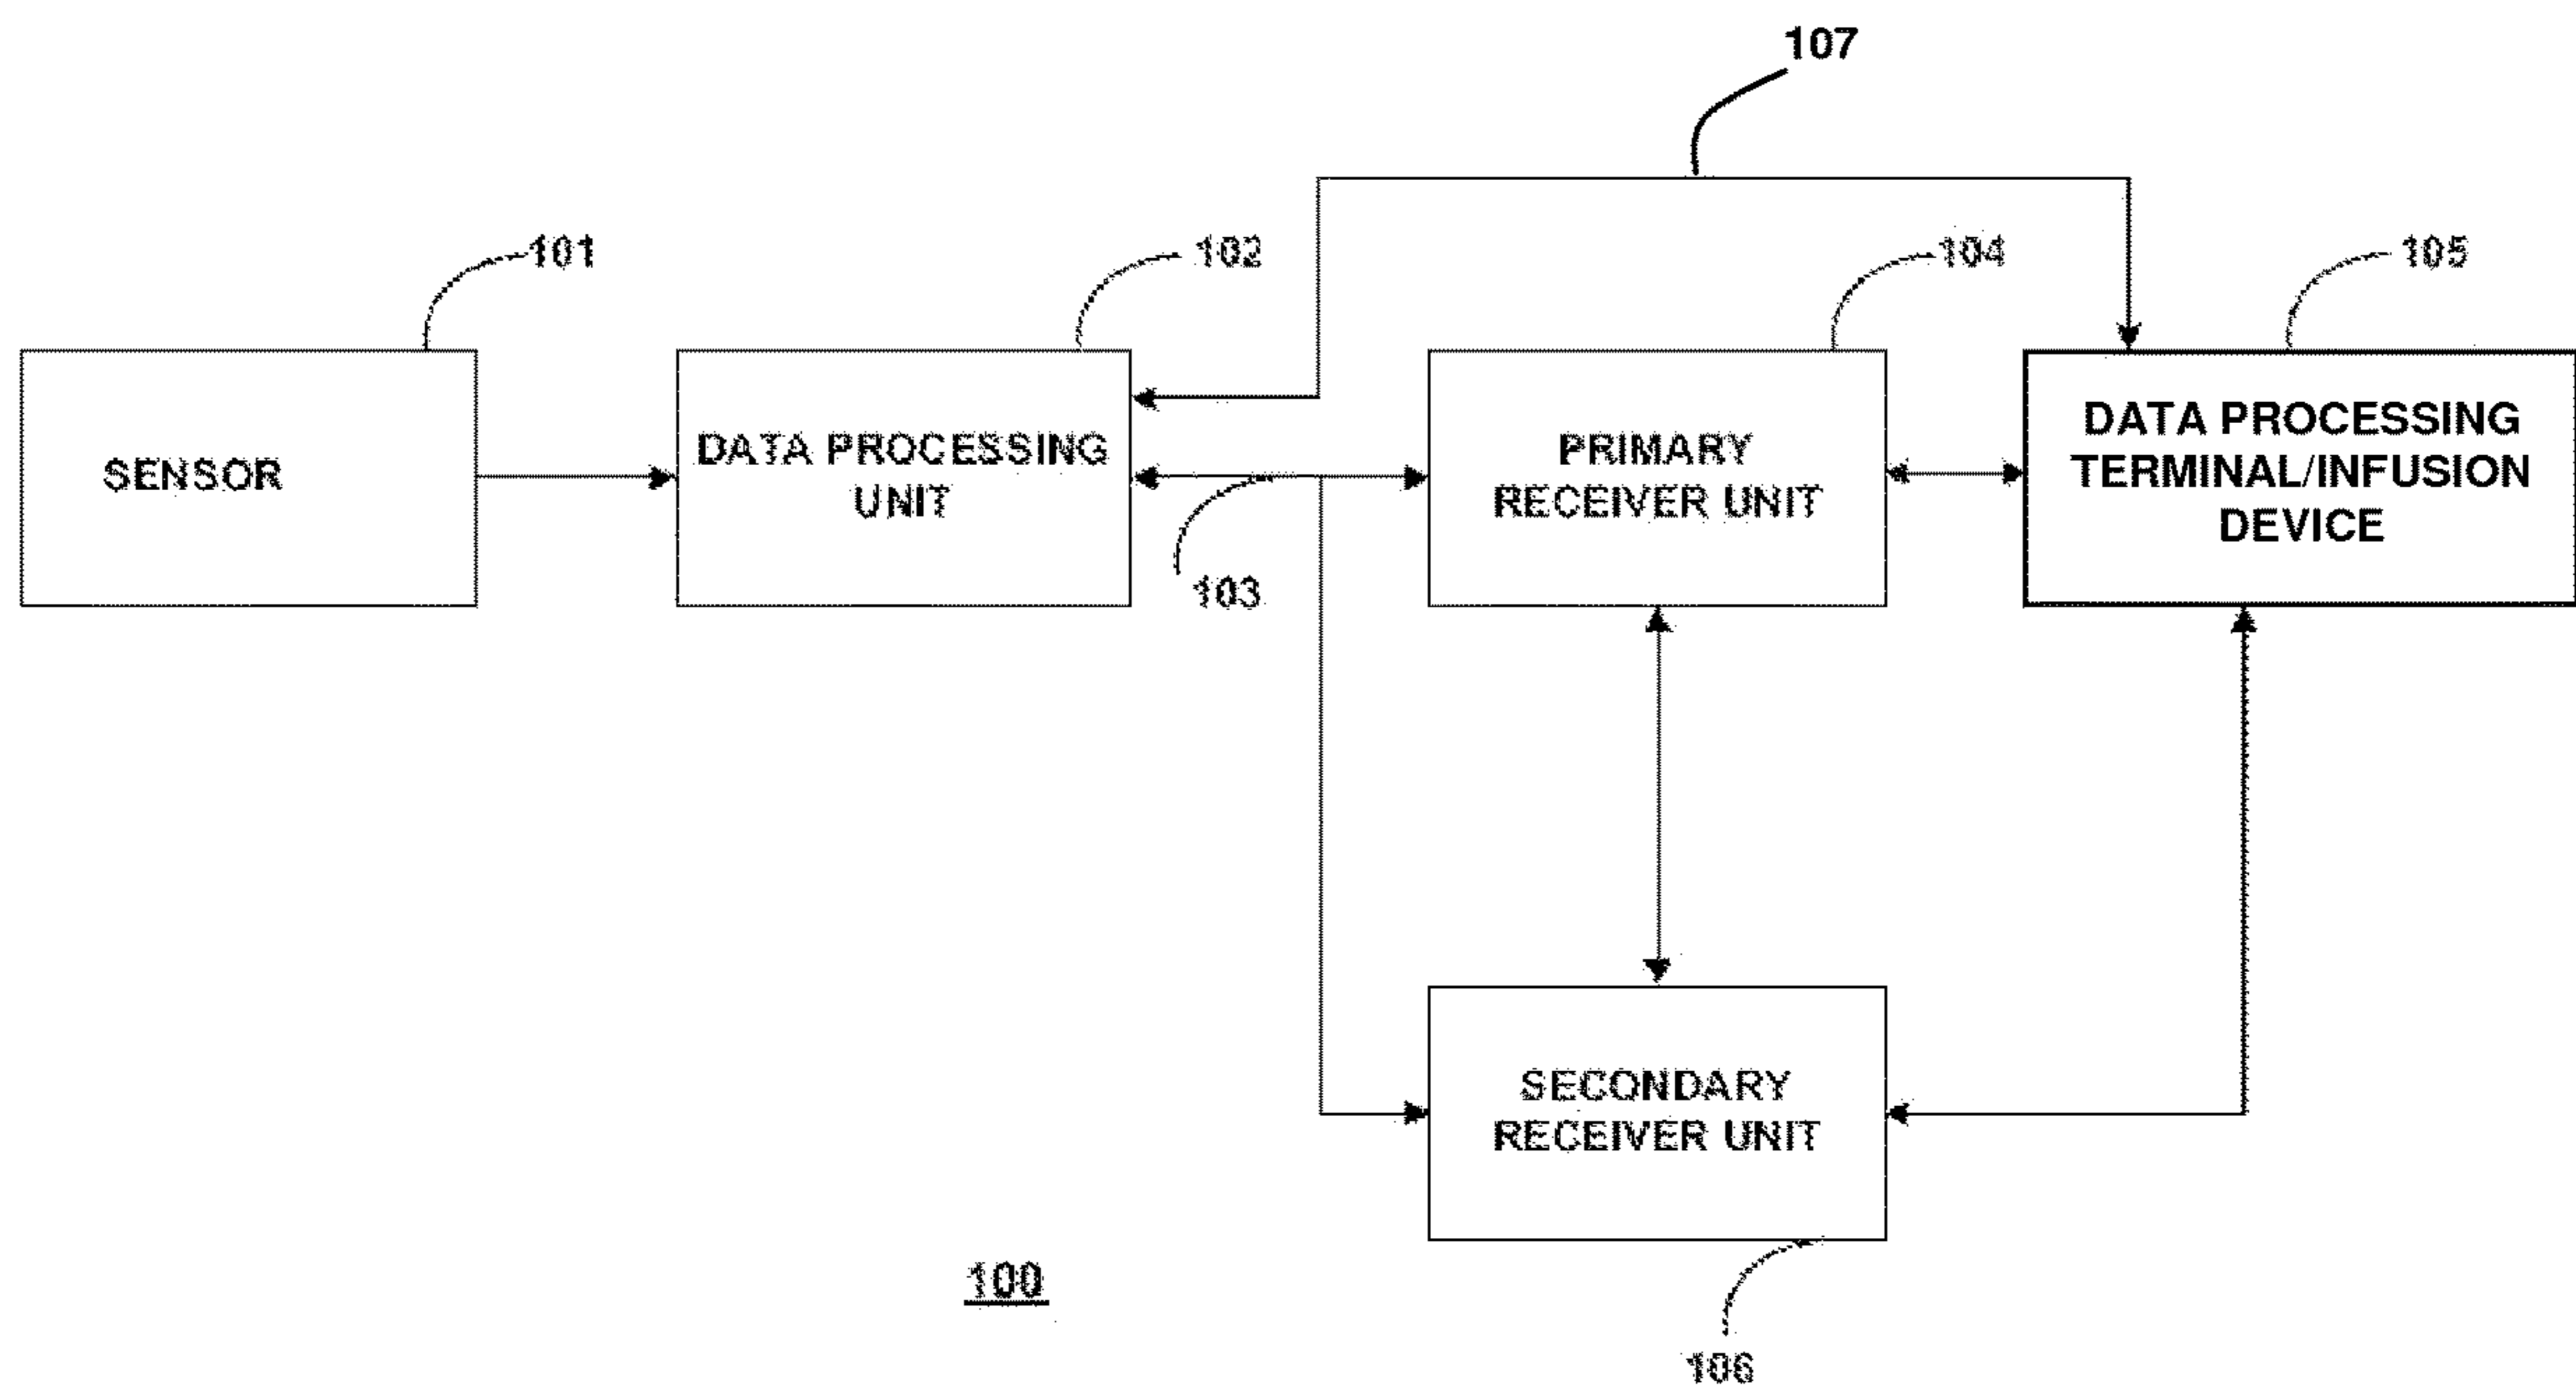 107
101
102
104
105
SENSOR
DATA PROCESSING
UNIT
PRIMARY
RECEIVER UNIT
DATA PROCESSING
TERMINAL/INFUSION
DEVICE
103
SECONDARY
RECEIVER UNIT
100
106